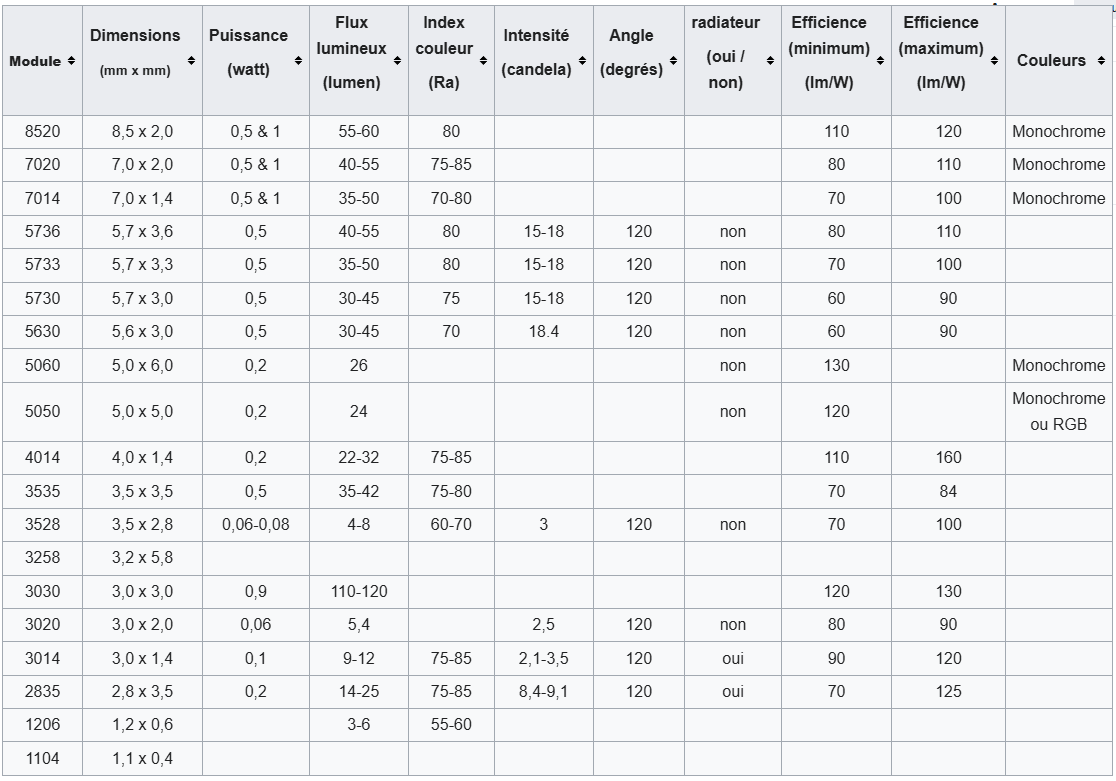 Module Dimensions (mm x mm) Puissance (watt) Flux lumineux (lumen) Index couleur (Ra) Intensité (candela) Angle (degrés) radiateur (oui / non) Efficience (minimum) (lm/W) Efficience (maximum) (lm/W) Couleurs
8520 8,5 x 2,0 0,5 & 1 55-60 80 110 120 Monochrome
7020 7,0 x 2,0 0,5 & 1 40-55 75-85 80 110 Monochrome
7014 7,0 x 1,4 0,5 & 1 35-50 70-80 70 100 Monochrome
5736 5,7 x 3,6 0,5 40-55 80 15-18 120 non 80 110
5733 5,7 x 3,3 0,5 35-50 80 15-18 120 non 70 100
5730 5,7 x 3,0 0,5 30-45 75 15-18 120 non 60 90
5630 5,6 x 3,0 0,5 30-45 70 18.4 120 non 60 90
5060 5,0 x 6,0 0,2 26 non 130 Monochrome
5050 5,0 x 5,0 0,2 24 non 120 Monochrome ou RGB
4014 4,0 x 1,4 0,2 22-32 75-85 110 160
3535 3,5 x 3,5 0,5 35-42 75-80 70 84
3528 3,5 x 2,8 0,06-0,08 4-8 60-70 3 120 non 70 100
3258 3,2 x 5,8
3030 3,0 x 3,0 0,9 110-120 120 130
3020 3,0 x 2,0 0,06 5,4 2,5 120 non 80 90
3014 3,0 x 1,4 0,1 9-12 75-85 2,1-3,5 120 oui 90 120
2835 2,8 x 3,5 0,2 14-25 75-85 8,4-9,1 120 oui 70 125
1206 1,2 x 0,6 3-6 55-60
1104 1,1 x 0,4